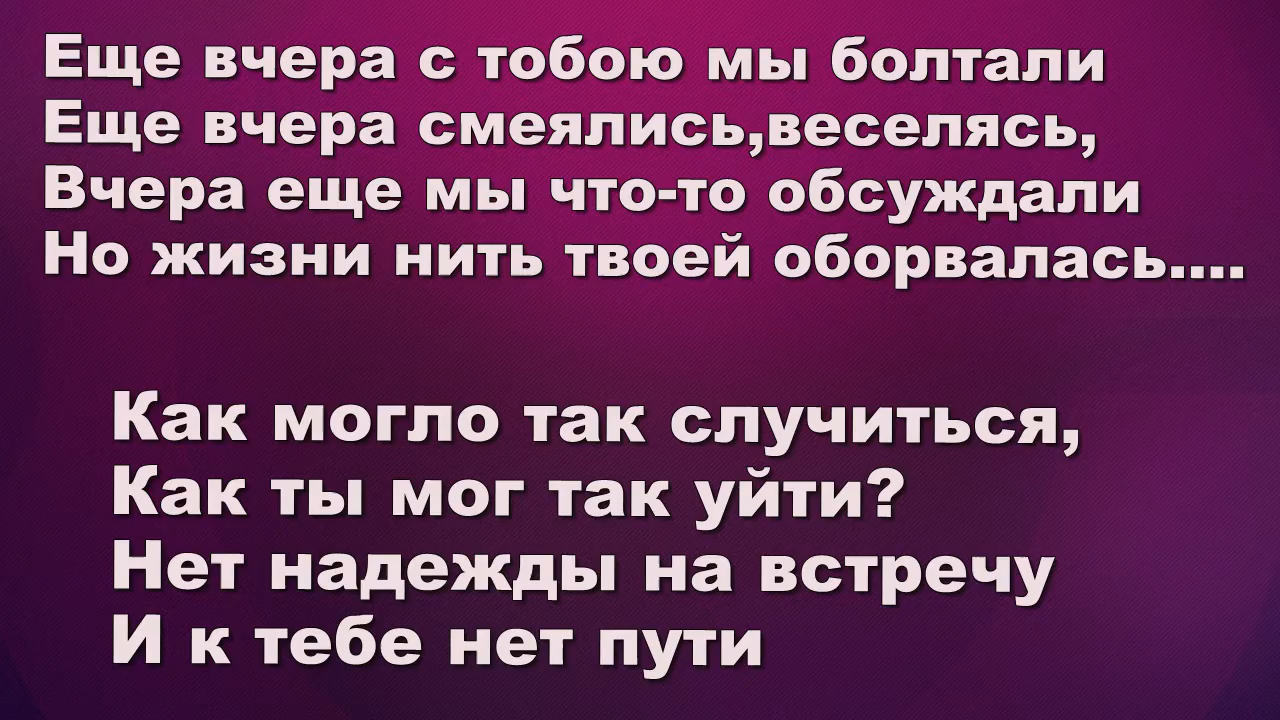 Еще вчера с тобою мы болтали
Еще вчера смеялись,веселясь,
Вчера еще мы что-то обсуждали
Но жизни нить твоей оборвалась....
Как могло так случиться,
Как ты мог так уйти?
Нет надежды на встречу
И к тебе нет пути